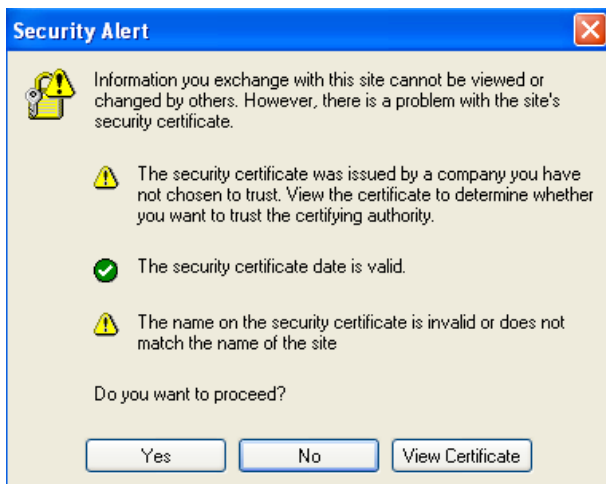 Security Alert
Information you exchange with this site cannot be viewed or
changed by others. However, there is a problem with the site's
security certificate.
The security certificate was issued by a company you have
not chosen to trust. View the certificate to determine whether
you want to trust the certifying authority.
The security certificate date is valid.
The name on the security certificate is invalid or does not
match the name of the site
Do you want to proceed?
Yes No View Certificate